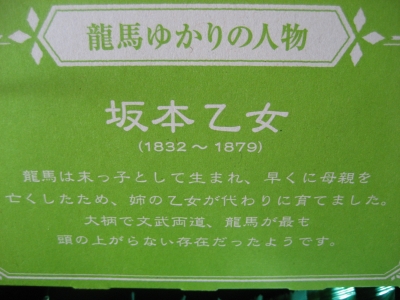 龍馬ゆかりの人物
坂本乙女
(1832～1879)
龍馬は末っ子として生まれ、早くに母親を
亡くしたため、姉の乙女が代わりに育てました。
大柄で文武両道、龍馬が最も
頭の上がらない存在だったようです。